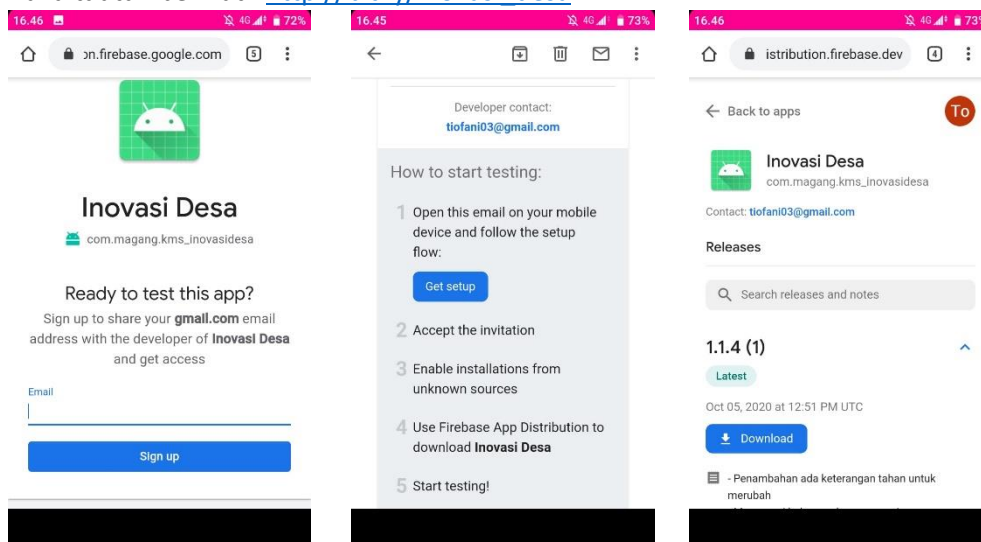 16.46
72%
on.firebase.google.com
5
Inovasi Desa
com.magang.kms_inovasidesa
Ready to test this app?
Sign up to share your gmail.com email
address with the developer of Inovasi Desa
and get access
Email
Sign up
16.45
4G
73%
Developer contact:
tiofani03@gmail.com
How to start testing:
1 Open this email on your mobile
device and follow the setup
flow:
Get setup
2 Accept the invitation
3 Enable installations from
unknown sources
4 Use Firebase App Distribution to
download Inovasi Desa
5 Start testing!
16.46
4G
73%
istribution.firebase.dev
4
Back to apps
To
Inovasi Desa
com.magang.kms_inovasidesa
Contact: tiofani03@gmail.com
Releases
Search releases and notes
1.1.4 (1)
Latest
Oct 05, 2020 at 12:51 PM UTC
Download
- Penambahan ada keterangan tahan untuk
merubah